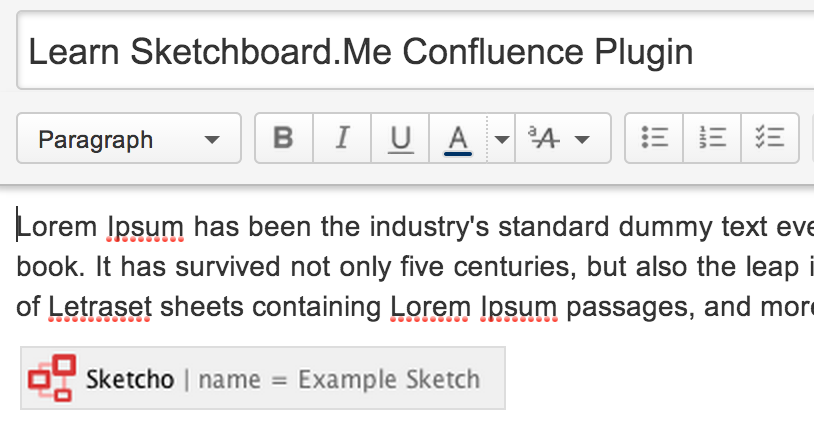 Learn Sketchboard.Me Confluence Plugin
Paragraph B I U A ªA
Lorem Ipsum has been the industry's standard dummy text eve
book. It has survived not only five centuries, but also the leap i
of Letraset sheets containing Lorem Ipsum passages, and more
Sketcho | name = Example Sketch